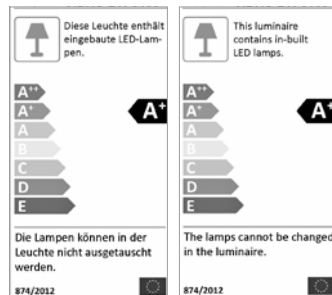 Diese Leuchte enthält
eingebaute LED-Lam-
pen.
A++
A+
A
B
C
D
E
A+
Die Lampen können in der
Leuchte nicht ausgetauscht
werden.
874/2012
This luminaire
contains in-built
LED lamps.
A++
A+
A
B
C
D
E
A+
The lamps cannot be changed
in the luminaire.
874/2012